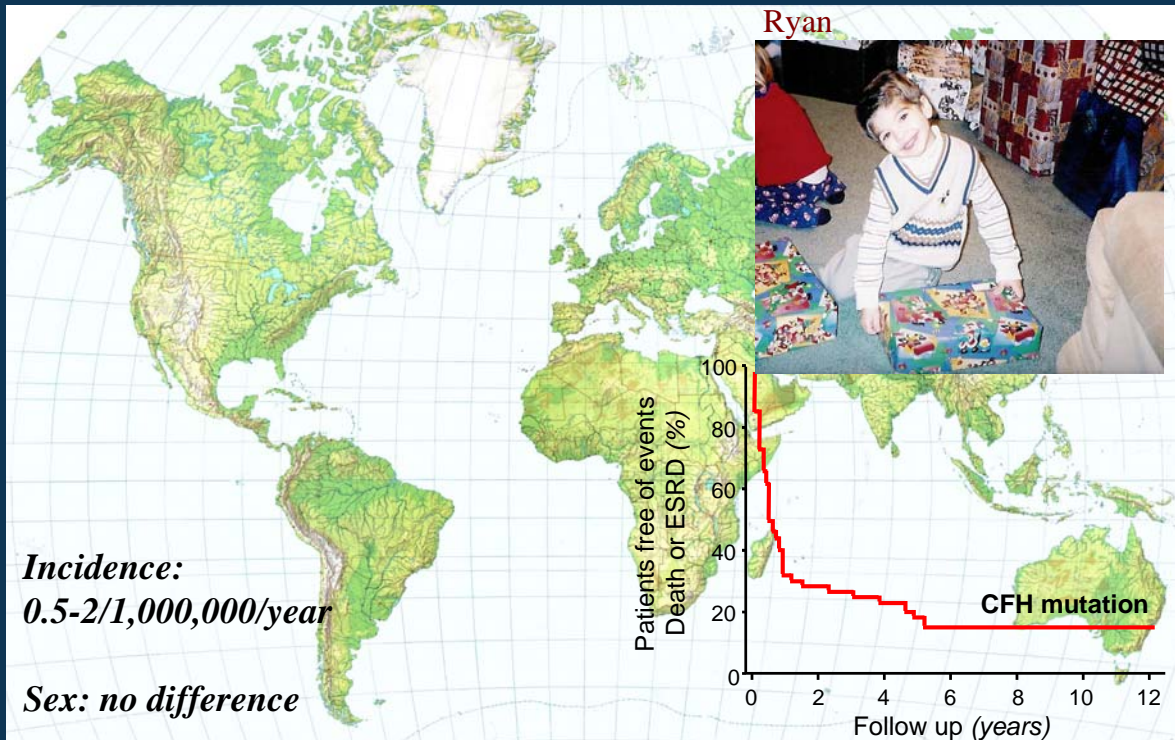 Ryan
100
80
60
40
20
0
Patients free of events
Death or ESRD (%)
CFH mutation
0 2 4 6 8 10 12
Follow up (years)
Incidence:
0.5-2/1,000,000/year
Sex: no difference